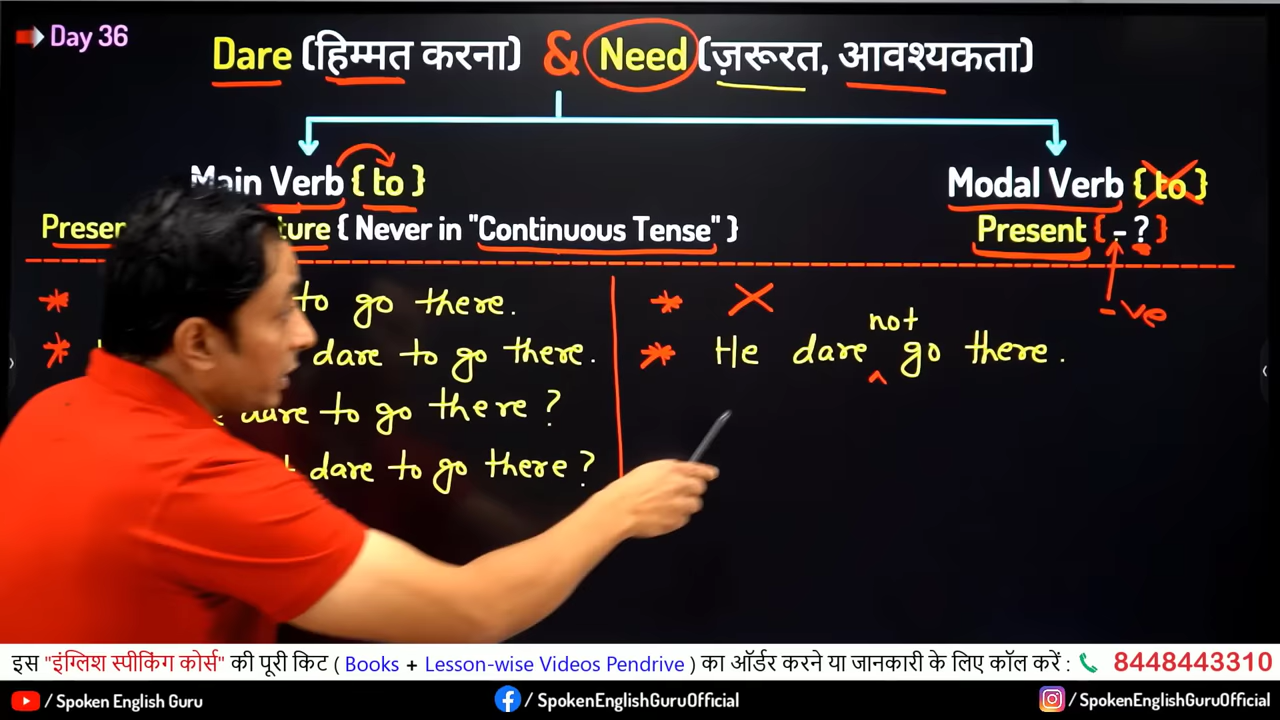 Day 36
Dare (हिम्मत करना) & Need (ज़रूरत, आवश्यकता)
Main Verb { to }
Modal Verb { to }
Presen ture { Never in "Continuous Tense" }
Present { - ? }
- ve
* to go there.
* dare to go there.
dare to go there ?
dare to go there ?
* X
not
* He dare ^ go there.
इस "इंग्लिश स्पीकिंग कोर्स" की पूरी किट ( Books + Lesson-wise Videos Pendrive ) का ऑर्डर करने या जानकारी के लिए कॉल करें : 8448443310
/ Spoken English Guru
/ SpokenEnglishGuruOfficial
/ SpokenEnglishGuruOfficial